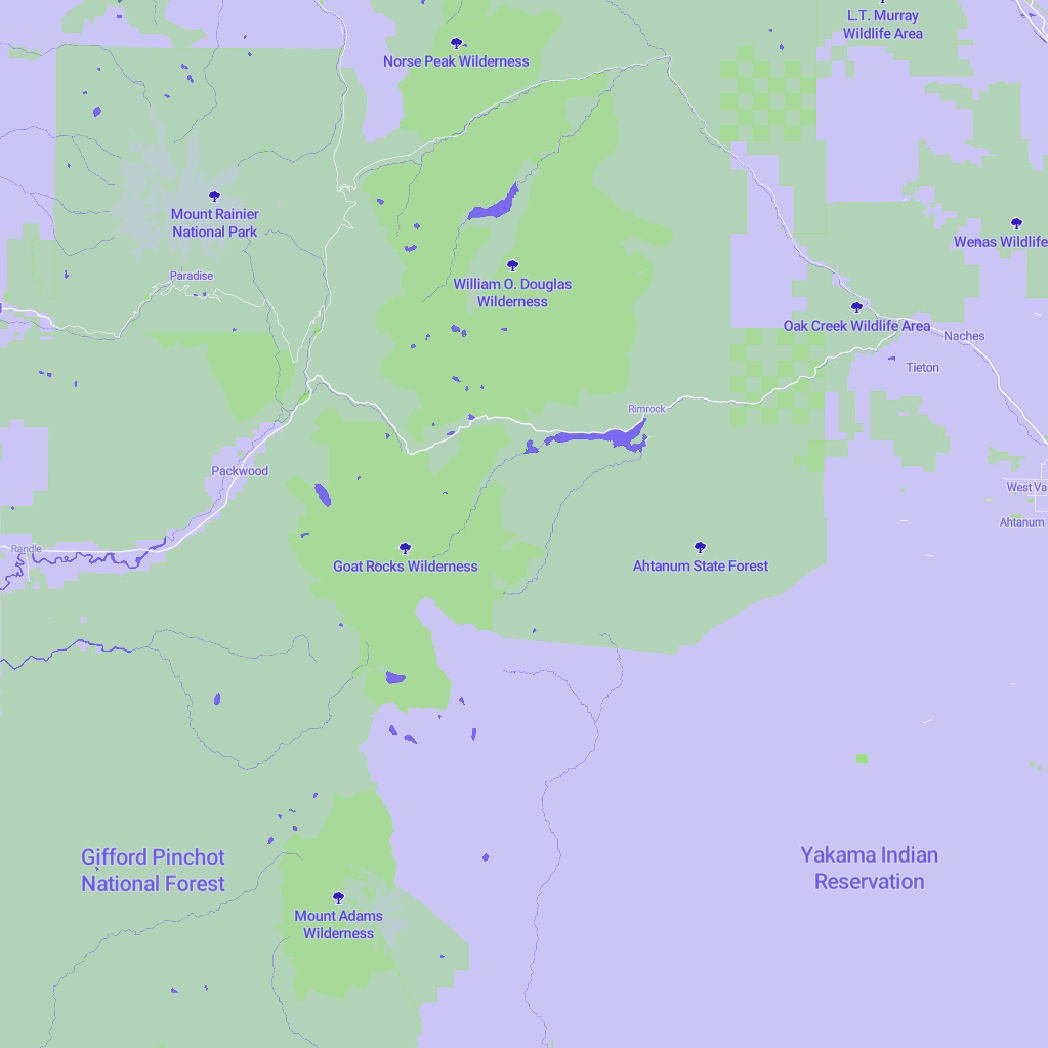 L.T. Murray
Wildlife Area
Norse Peak Wilderness
Mount Rainier
National Park
Wenas Wildlife
Paradise
William O. Douglas
Wilderness
Oak Creek Wildlife Area
Naches
Tieton
Rimrock
Packwood
West Va
Ahtanum
Randle
Goat Rocks Wilderness
Ahtanum State Forest
Gifford Pinchot
National Forest
Yakama Indian
Reservation
Mount Adams
Wilderness